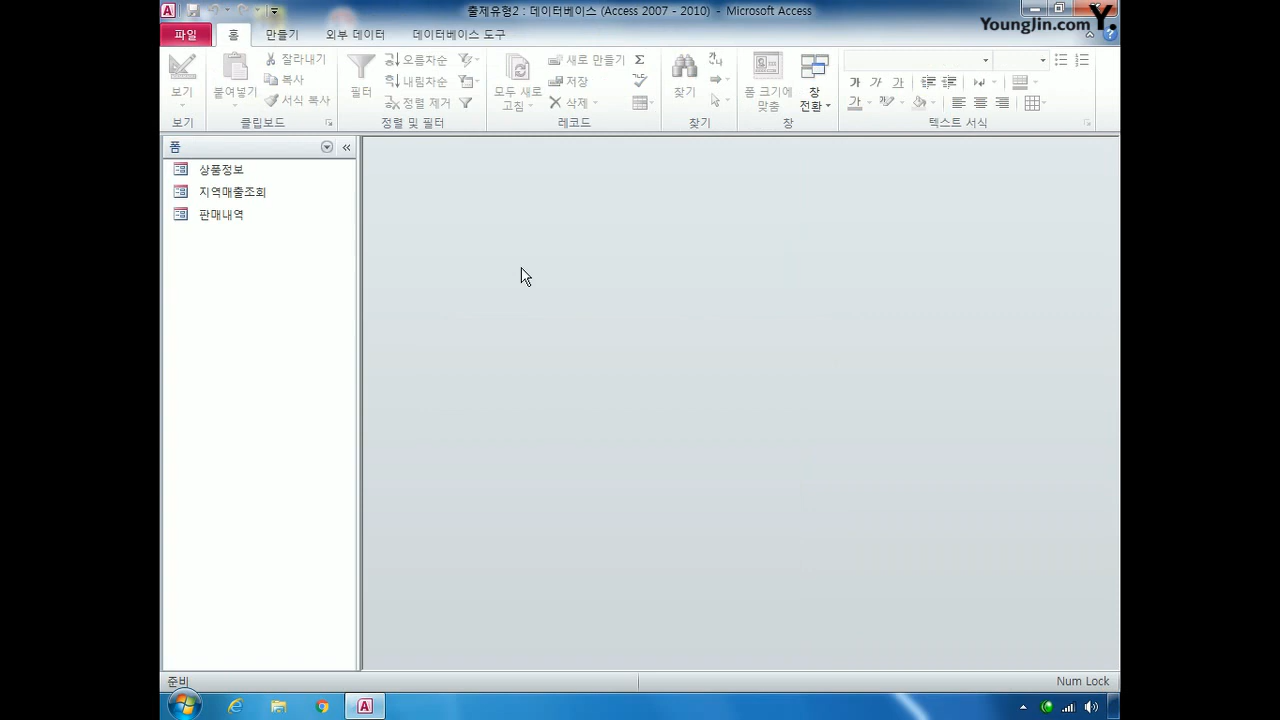 출제유형2 : 데이터베이스 (Access 2007 - 2010) - Microsoft Access
YoungJin.com Y.
파일 홈 만들기 외부 데이터 데이터베이스 도구
보기
붙여넣기
잘라내기
복사
서식 복사
필터
오름차순
내림차순
정렬 제거
모두 새로 고침
새로 만들기
저장
삭제
찾기
폼 크기에 맞춤
창 전환
가 가 가
가
보기 클립보드 정렬 및 필터 레코드 찾기 창 텍스트 서식
폼
상품정보
지역매출조회
판매내역
준비
Num Lock